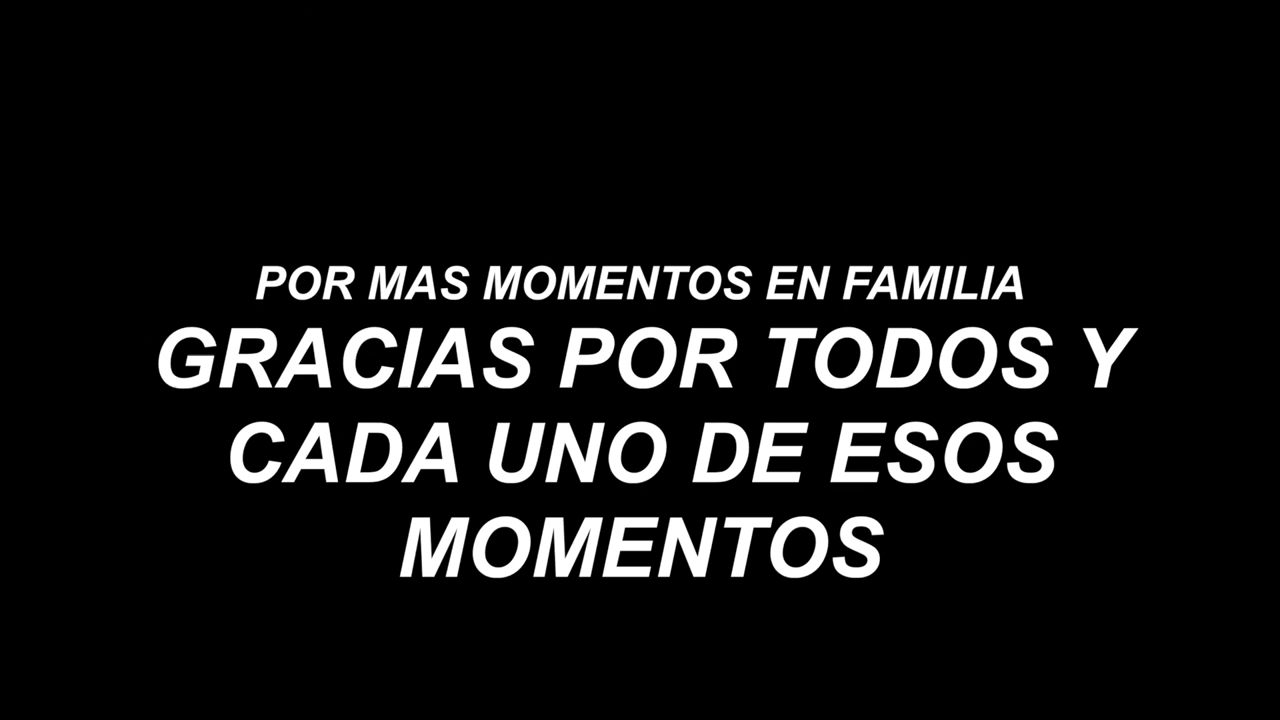 POR MAS MOMENTOS EN FAMILIA
GRACIAS POR TODOS Y
CADA UNO DE ESOS
MOMENTOS